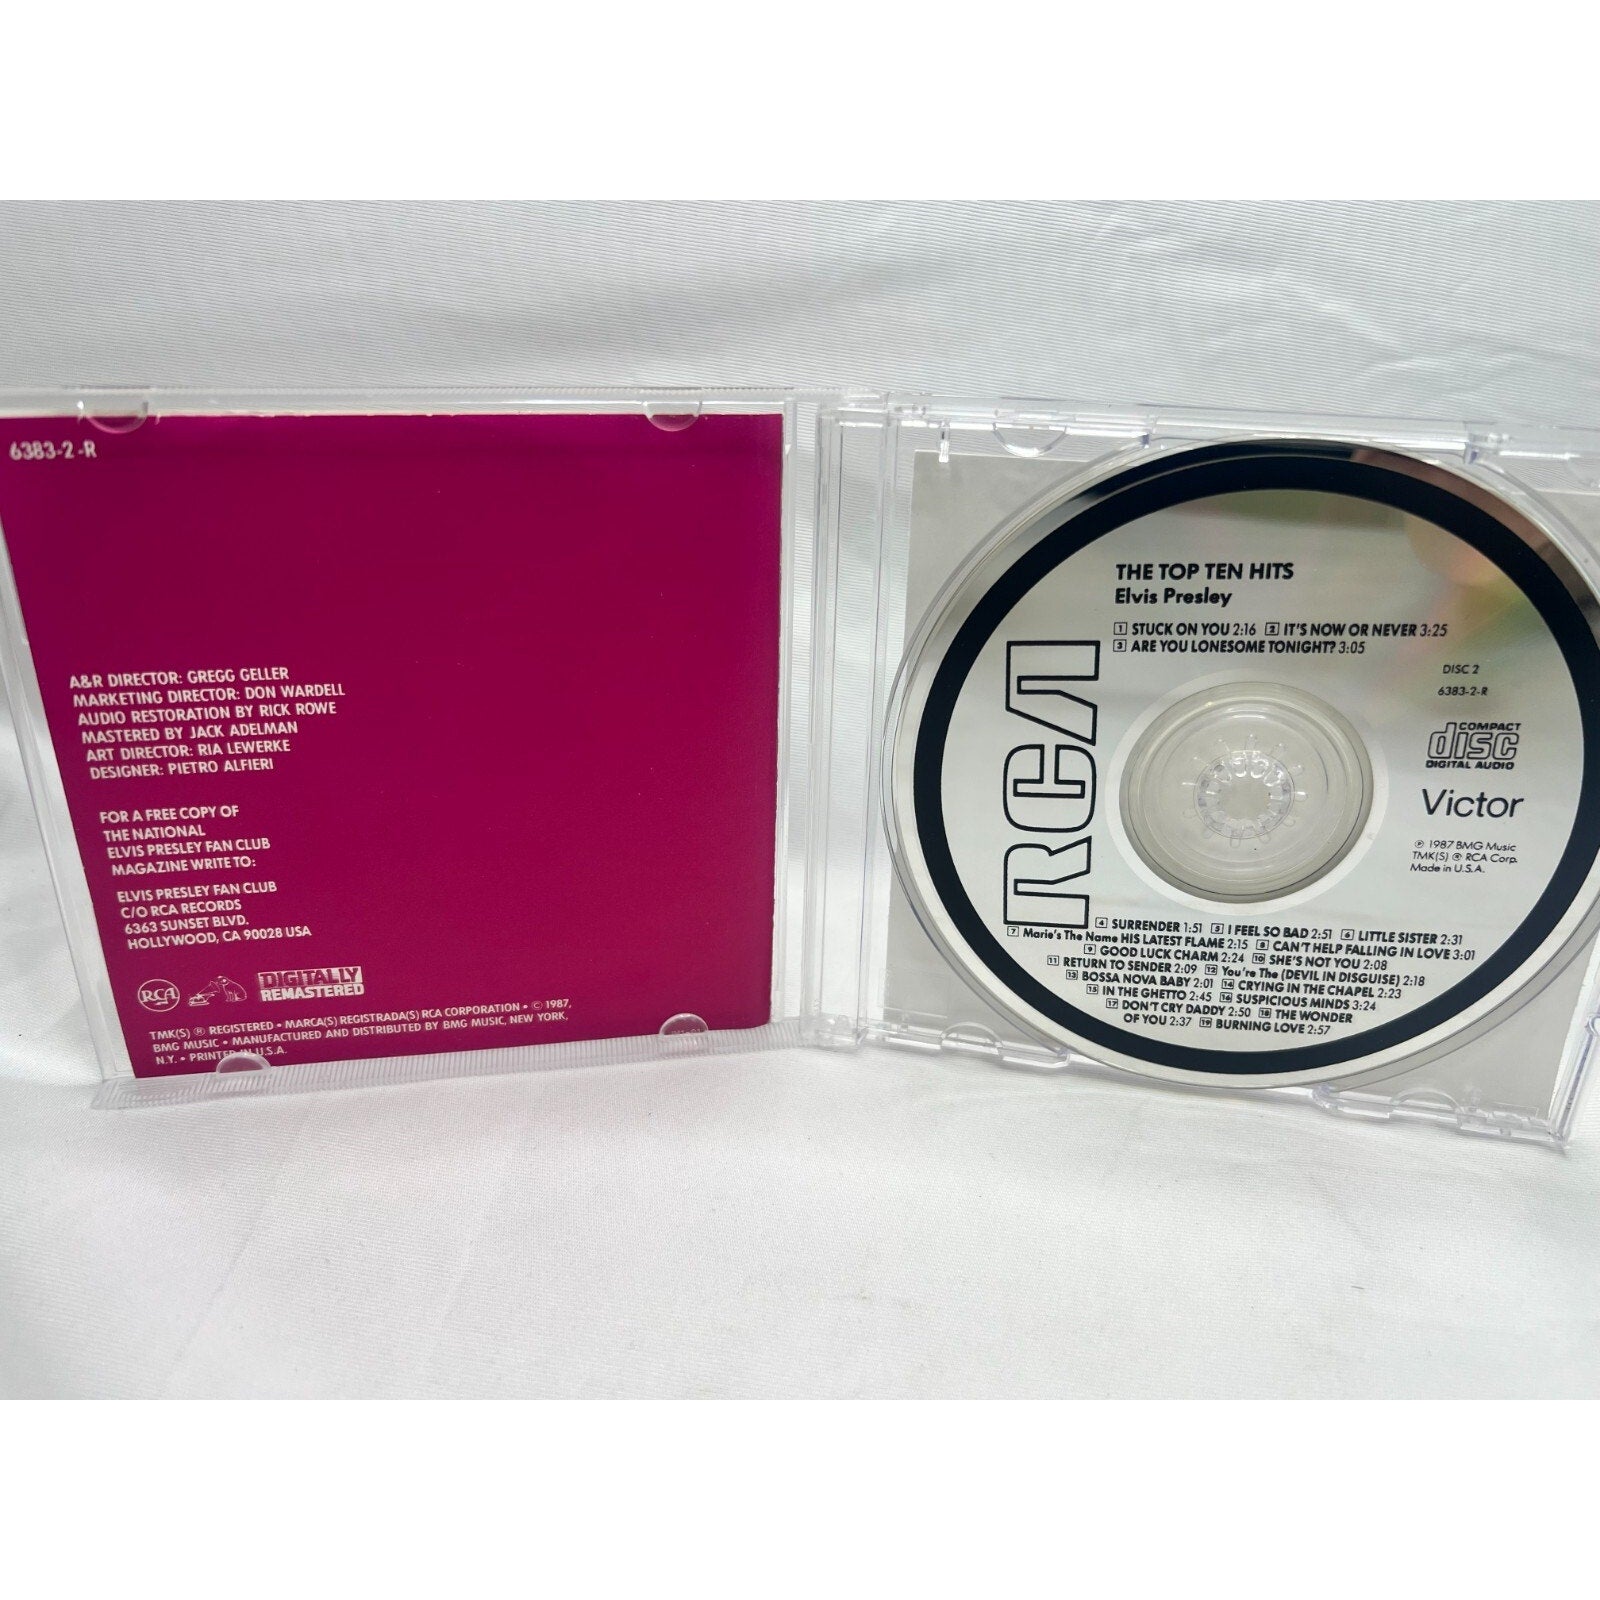 6383-2-R
A&R DIRECTOR: GREGG GELLER
MARKETING DIRECTOR: DON WARDELL
AUDIO RESTORATION BY RICK ROWE
MASTERED BY JACK ADELMAN
ART DIRECTOR: RIA LEWERKE
DESIGNER: PIETRO ALFIERI
FOR A FREE COPY OF
THE NATIONAL
ELVIS PRESLEY FAN CLUB
MAGAZINE WRITE TO:
ELVIS PRESLEY FAN CLUB
C/O RCA RECORDS
6363 SUNSET BLVD.
HOLLYWOOD, CA 90028 USA
RCA
DIGITALLY
REMASTERED
TMK(S) ® REGISTERED • MARCA(S) REGISTRADA(S) RCA CORPORATION • © 1987,
BMG MUSIC • MANUFACTURED AND DISTRIBUTED BY BMG MUSIC, NEW YORK,
N.Y. • PRINTED IN U.S.A.
THE TOP TEN HITS
Elvis Presley
1 STUCK ON YOU 2:16 2 IT'S NOW OR NEVER 3:25
3 ARE YOU LONESOME TONIGHT? 3:05
DISC 2
6383-2-R
COMPACT
disc
DIGITAL AUDIO
Victor
℗ 1987 BMG Music
TMK(S) ® RCA Corp.
Made in U.S.A.
RCA
4 SURRENDER 1:51 5 I FEEL SO BAD 2:51 6 LITTLE SISTER 2:31
7 Marie's The Name HIS LATEST FLAME 2:15 8 CAN'T HELP FALLING IN LOVE 3:01
9 GOOD LUCK CHARM 2:24 10 SHE'S NOT YOU 2:08
11 RETURN TO SENDER 2:09 12 You're The (DEVIL IN DISGUISE) 2:18
13 BOSSA NOVA BABY 2:01 14 CRYING IN THE CHAPEL 2:23
15 IN THE GHETTO 2:45 16 SUSPICIOUS MINDS 3:24
17 DON'T CRY DADDY 2:50 18 THE WONDER
OF YOU 2:37 19 BURNING LOVE 2:57